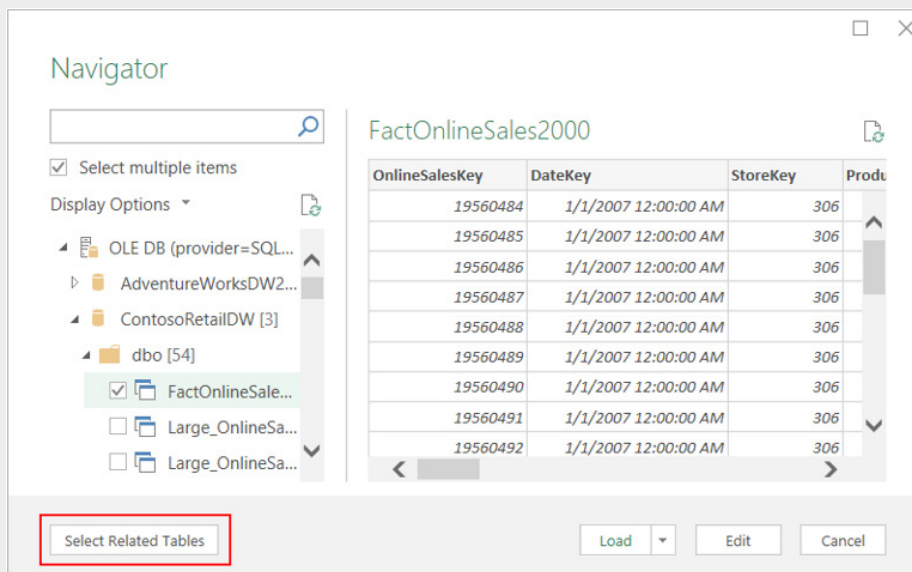 Navigator
Select multiple items
Display Options
OLE DB (provider=SQL...
AdventureWorksDW2...
ContosoRetailDW [3]
dbo [54]
FactOnlineSale...
Large_OnlineSa...
Large_OnlineSa...
FactOnlineSales2000
OnlineSalesKey DateKey StoreKey Produ
19560484 1/1/2007 12:00:00 AM 306
19560485 1/1/2007 12:00:00 AM 306
19560486 1/1/2007 12:00:00 AM 306
19560487 1/1/2007 12:00:00 AM 306
19560488 1/1/2007 12:00:00 AM 306
19560489 1/1/2007 12:00:00 AM 306
19560490 1/1/2007 12:00:00 AM 306
19560491 1/1/2007 12:00:00 AM 306
19560492 1/1/2007 12:00:00 AM 306
Select Related Tables Load Edit Cancel